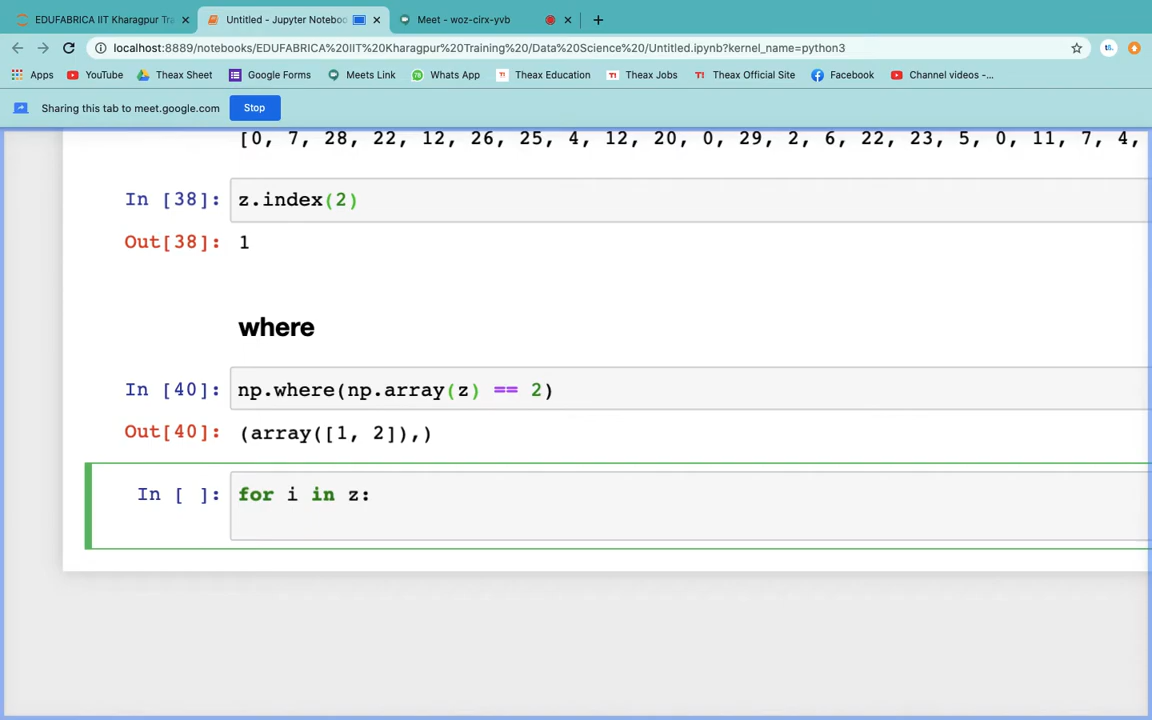 EDUFABRICA IIT Kharagpur Tra
Untitled - Jupyter Noteboo
Meet - woz-cirx-yvb
localhost:8889/notebooks/EDUFABRICA%20IIT%20Kharagpur%20Training%20/Data%20Science%20/Untitled.ipynb?kernel_name=python3
Apps YouTube Theax Sheet Google Forms Meets Link Whats App Theax Education Theax Jobs Theax Official Site Facebook Channel videos -...
Sharing this tab to meet.google.com Stop
[0, 7, 28, 22, 12, 26, 25, 4, 12, 20, 0, 29, 2, 6, 22, 23, 5, 0, 11, 7, 4,
In [38]: z.index(2)
Out[38]: 1
where
In [40]: np.where(np.array(z) == 2)
Out[40]: (array([1, 2]),)
In [ ]: for i in z: